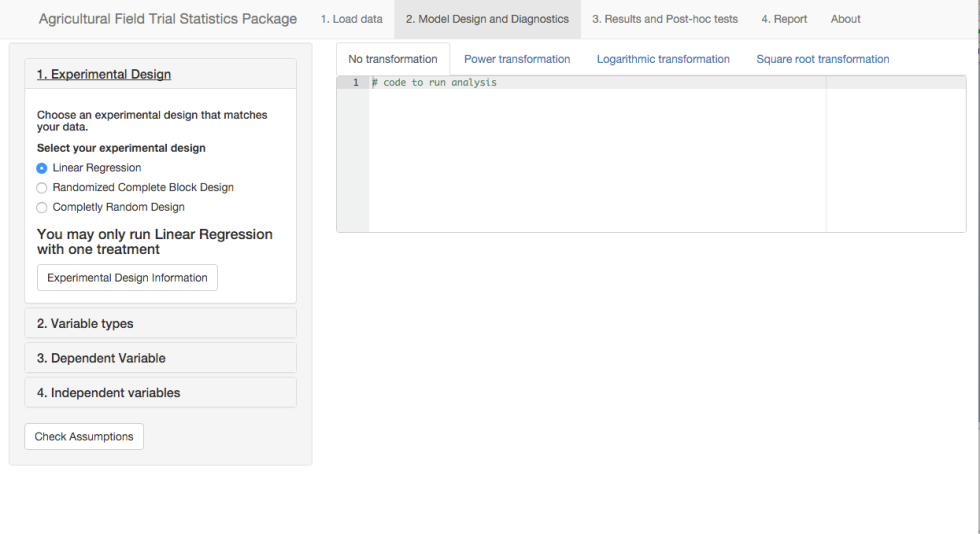 Agricultural Field Trial Statistics Package 1. Load data 2. Model Design and Diagnostics 3. Results and Post-hoc tests 4. Report About
1. Experimental Design
Choose an experimental design that matches
your data.
Select your experimental design
Linear Regression
Randomized Complete Block Design
Completly Random Design
You may only run Linear Regression
with one treatment
Experimental Design Information
2. Variable types
3. Dependent Variable
4. Independent variables
Check Assumptions
No transformation Power transformation Logarithmic transformation Square root transformation
1 # code to run analysis